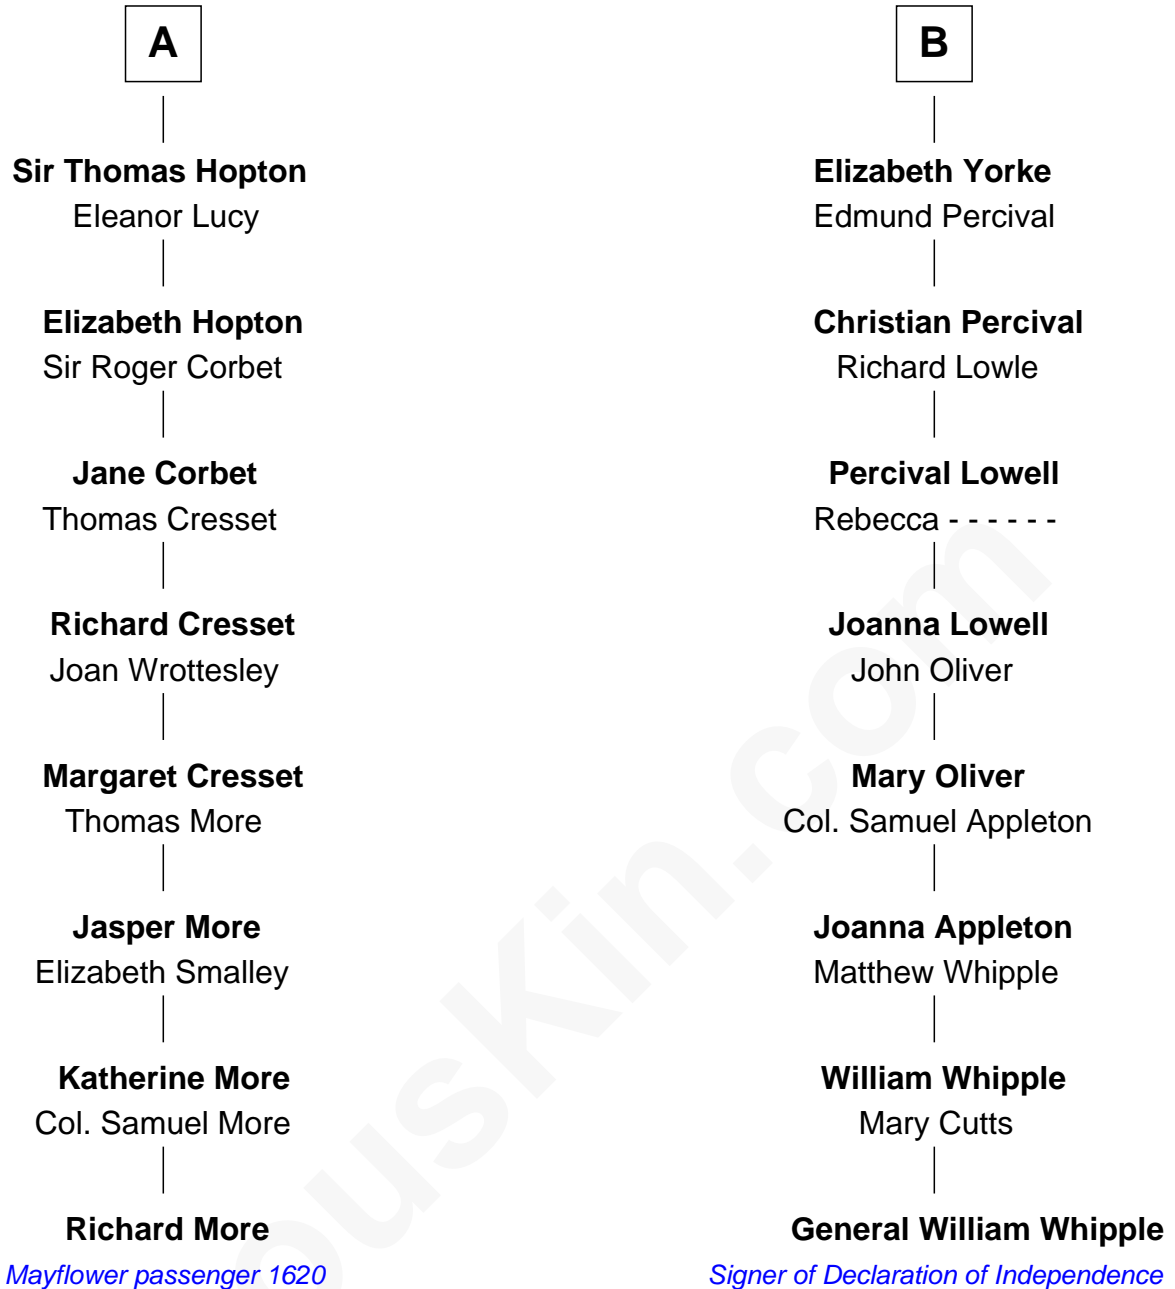 A
Sir Thomas Hopton
Eleanor Lucy
Elizabeth Hopton
Sir Roger Corbet
Jane Corbet
Thomas Cresset
Richard Cresset
Joan Wrottesley
Margaret Cresset
Thomas More
Jasper More
Elizabeth Smalley
Katherine More
Col. Samuel More
Richard More
Mayflower passenger 1620
B
Elizabeth Yorke
Edmund Percival
Christian Percival
Richard Lowle
Percival Lowell
Rebecca - - - - - -
Joanna Lowell
John Oliver
Mary Oliver
Col. Samuel Appleton
Joanna Appleton
Matthew Whipple
William Whipple
Mary Cutts
General William Whipple
Signer of Declaration of Independence
ousKin.com